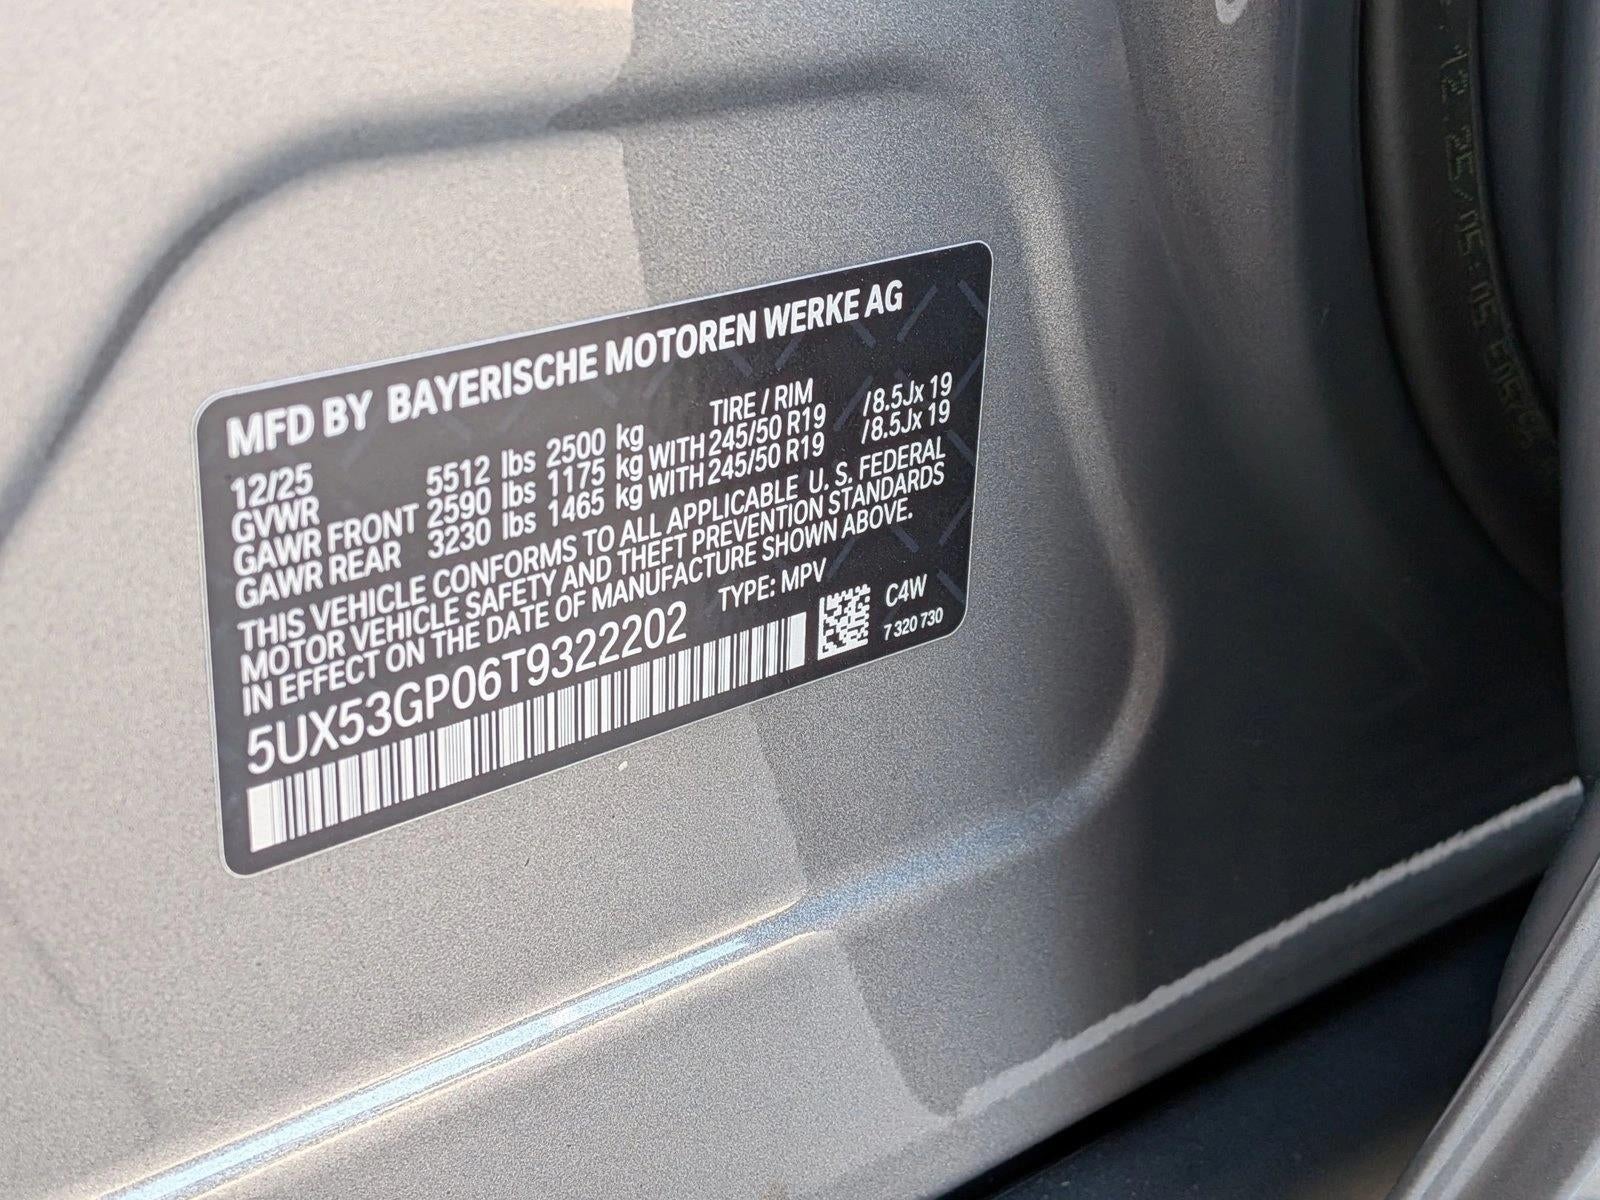 MFD BY BAYERISCHE MOTOREN WERKE AG
12/25
GVWR 5512 lbs 2500 kg TIRE / RIM
GAWR FRONT 2590 lbs 1175 kg WITH 245/50 R19 /8.5Jx 19
GAWR REAR 3230 lbs 1465 kg WITH 245/50 R19 /8.5Jx 19
THIS VEHICLE CONFORMS TO ALL APPLICABLE U. S. FEDERAL
MOTOR VEHICLE SAFETY AND THEFT PREVENTION STANDARDS
IN EFFECT ON THE DATE OF MANUFACTURE SHOWN ABOVE.
5UX53GP06T9322202 TYPE: MPV
C4W
7 320 730